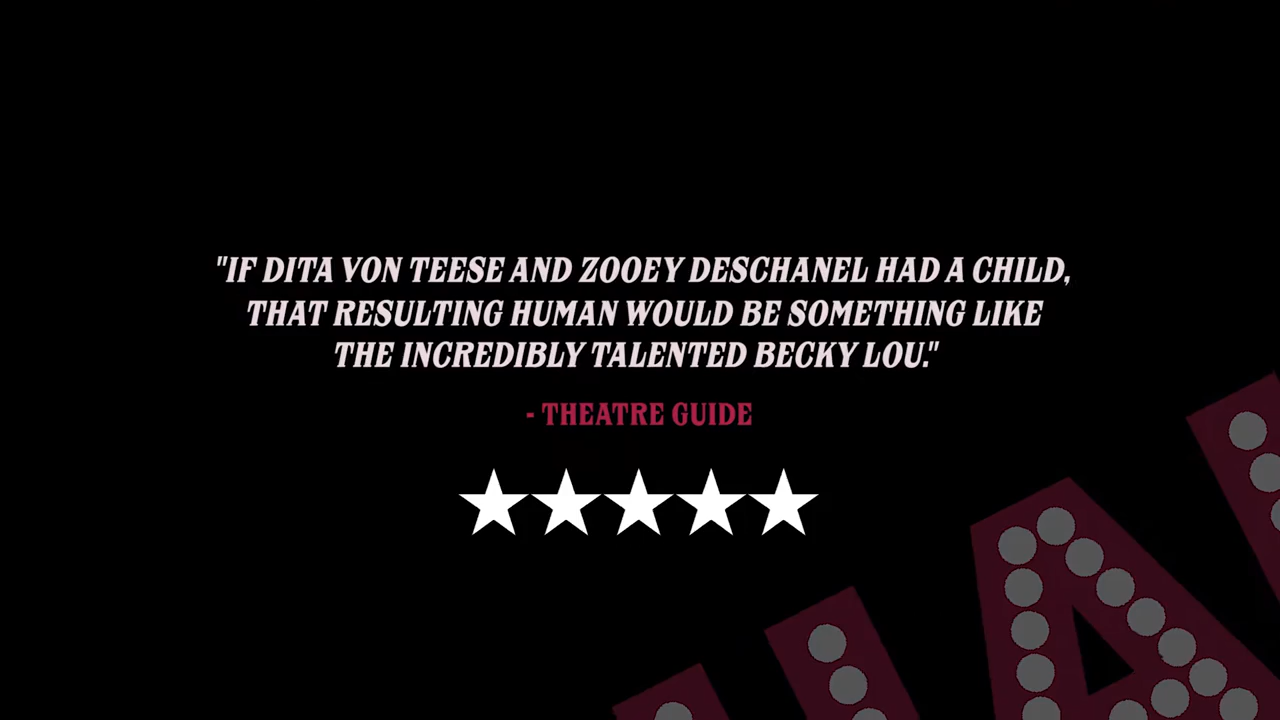 "IF DITA VON TEESE AND ZOOEY DESCHANEL HAD A CHILD,
THAT RESULTING HUMAN WOULD BE SOMETHING LIKE
THE INCREDIBLY TALENTED BECKY LOU."
- THEATRE GUIDE